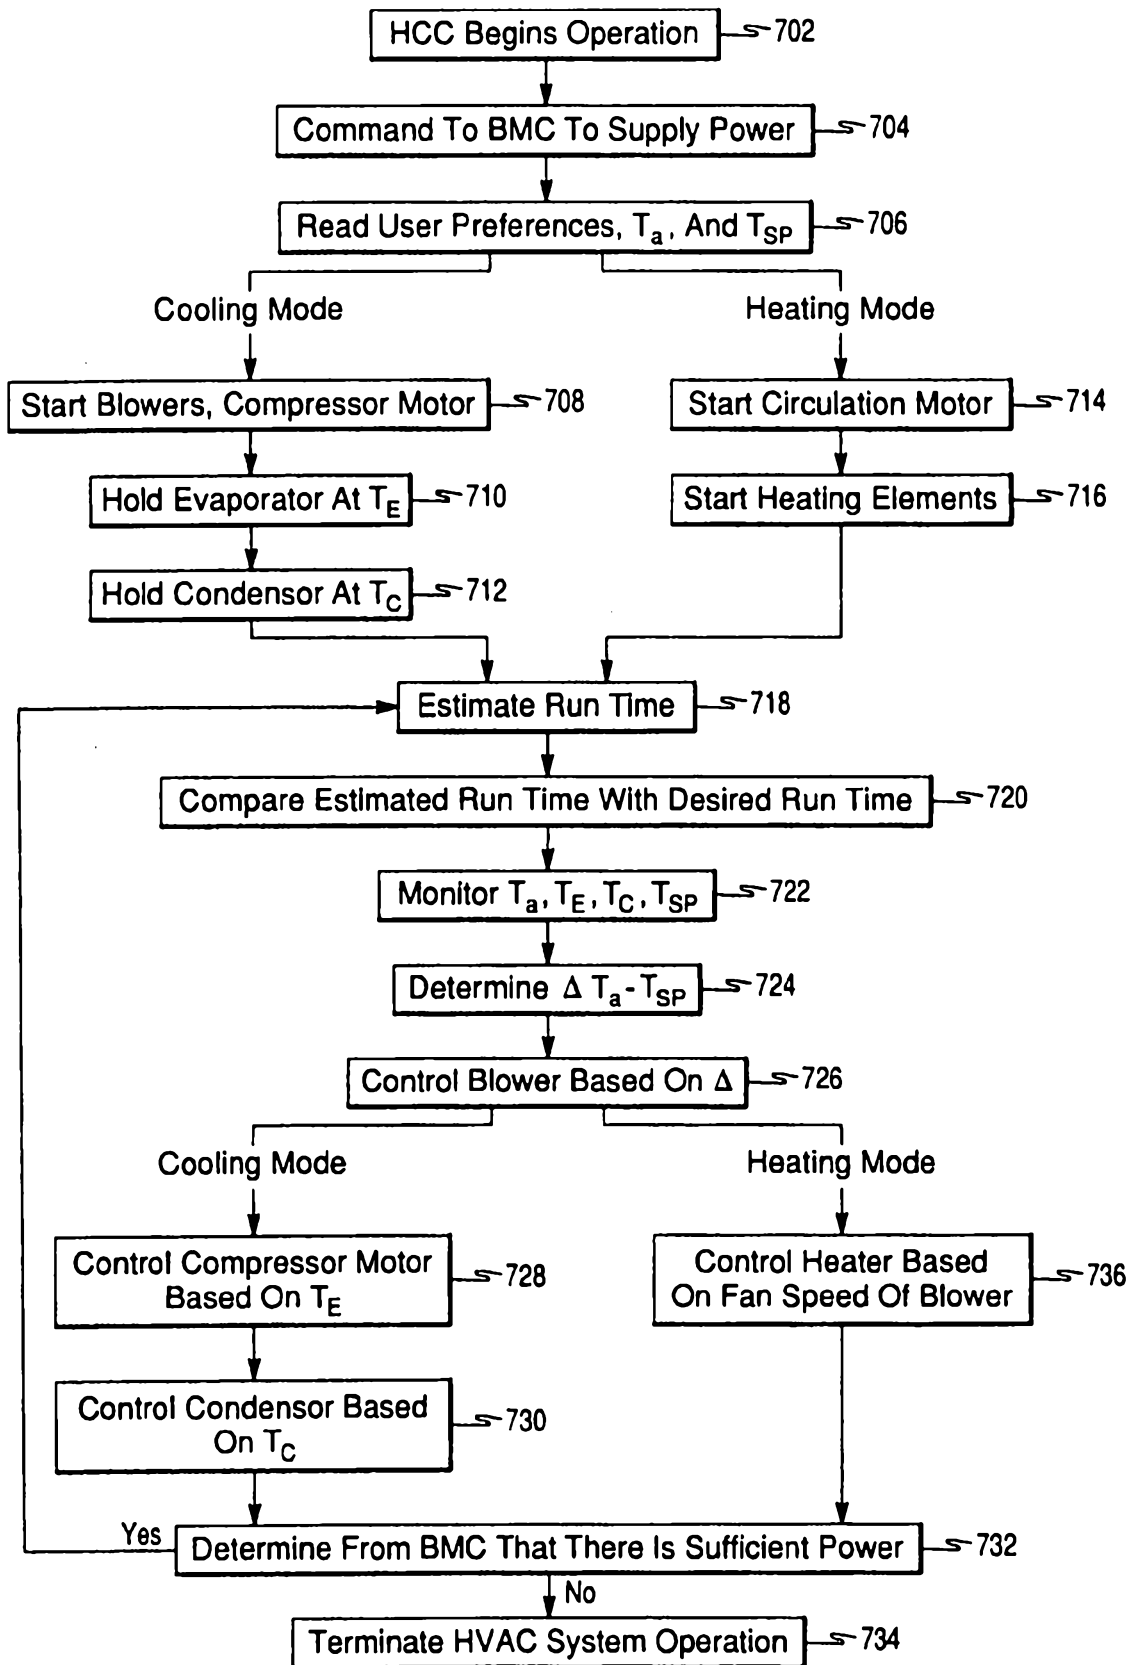 HCC Begins Operation 702
Command To BMC To Supply Power 704
Read User Preferences, Ta, And TSP 706
Cooling Mode
Heating Mode
Start Blowers, Compressor Motor 708
Start Circulation Motor 714
Hold Evaporator At TE 710
Start Heating Elements 716
Hold Condensor At TC 712
Estimate Run Time 718
Compare Estimated Run Time With Desired Run Time 720
Monitor Ta, TE, TC, TSP 722
Determine Δ Ta-TSP 724
Control Blower Based On Δ 726
Cooling Mode
Heating Mode
Control Compressor Motor
Based On TE
728
Control Heater Based
On Fan Speed Of Blower
736
Control Condensor Based
On TC
730
Yes
Determine From BMC That There Is Sufficient Power 732
No
Terminate HVAC System Operation 734